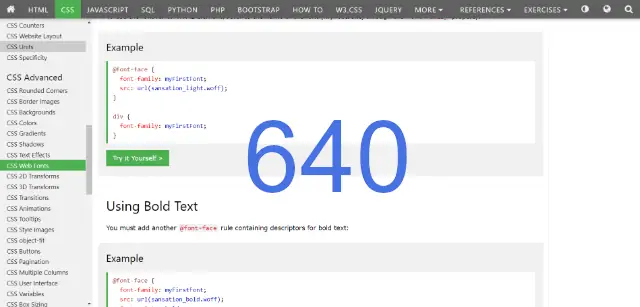 HTML CSS JAVASCRIPT SQL PYTHON PHP BOOTSTRAP HOW TO W3.CSS JQUERY MORE REFERENCES EXERCISES
CSS Counters
CSS Website Layout
CSS Units
CSS Specificity
CSS Advanced
CSS Rounded Corners
CSS Border Images
CSS Backgrounds
CSS Colors
CSS Gradients
CSS Shadows
CSS Text Effects
CSS Web Fonts
CSS 2D Transforms
CSS 3D Transforms
CSS Transitions
CSS Animations
CSS Tooltips
CSS Style Images
CSS object-fit
CSS Buttons
CSS Pagination
CSS Multiple Columns
CSS User Interface
CSS Variables
CSS Box Sizing
Example
@font-face {
font-family: myFirstFont;
src: url(sansation_light.woff);
}
div {
font-family: myFirstFont;
}
Try it Yourself »
640
Using Bold Text
You must add another @font-face rule containing descriptors for bold text:
Example
@font-face {
font-family: myFirstFont;
src: url(sansation_bold.woff);